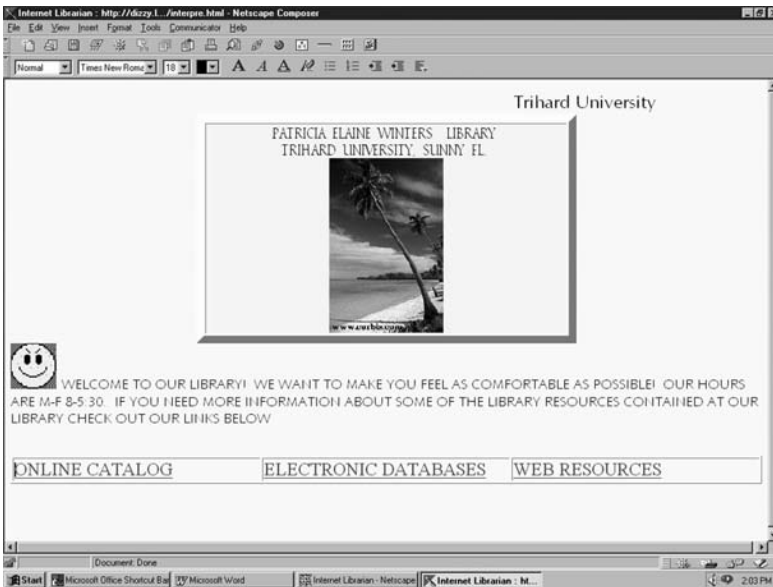 Internet Librarian : http://dizzy.l.../interpre.html - Netscape Composer
File Edit View Insert Format Tools Communicator Help
Normal Times New Roma 18 A A A
Trihard University
PATRICIA ELAINE WINTERS LIBRARY
TRIHARD UNIVERSITY, SUNNY FL.
www.corbis.com
WELCOME TO OUR LIBRARY! WE WANT TO MAKE YOU FEEL AS COMFORTABLE AS POSSIBLE! OUR HOURS
ARE M-F 8-5:30. IF YOU NEED MORE INFORMATION ABOUT SOME OF THE LIBRARY RESOURCES CONTAINED AT OUR
LIBRARY CHECK OUT OUR LINKS BELOW
ONLINE CATALOG ELECTRONIC DATABASES WEB RESOURCES
Document: Done
Start Microsoft Office Shortcut Bar Microsoft Word Internet Librarian - Netscape Internet Librarian : ht... 2:03 PM